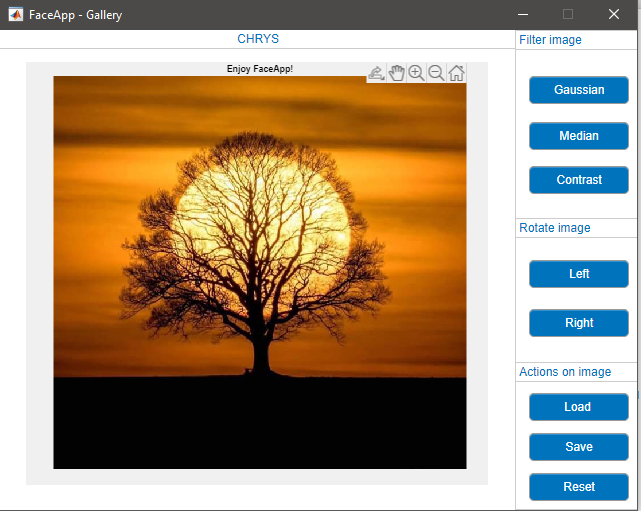 FaceApp - Gallery
CHRYS
Enjoy FaceApp!
Filter image
Gaussian
Median
Contrast
Rotate image
Left
Right
Actions on image
Load
Save
Reset